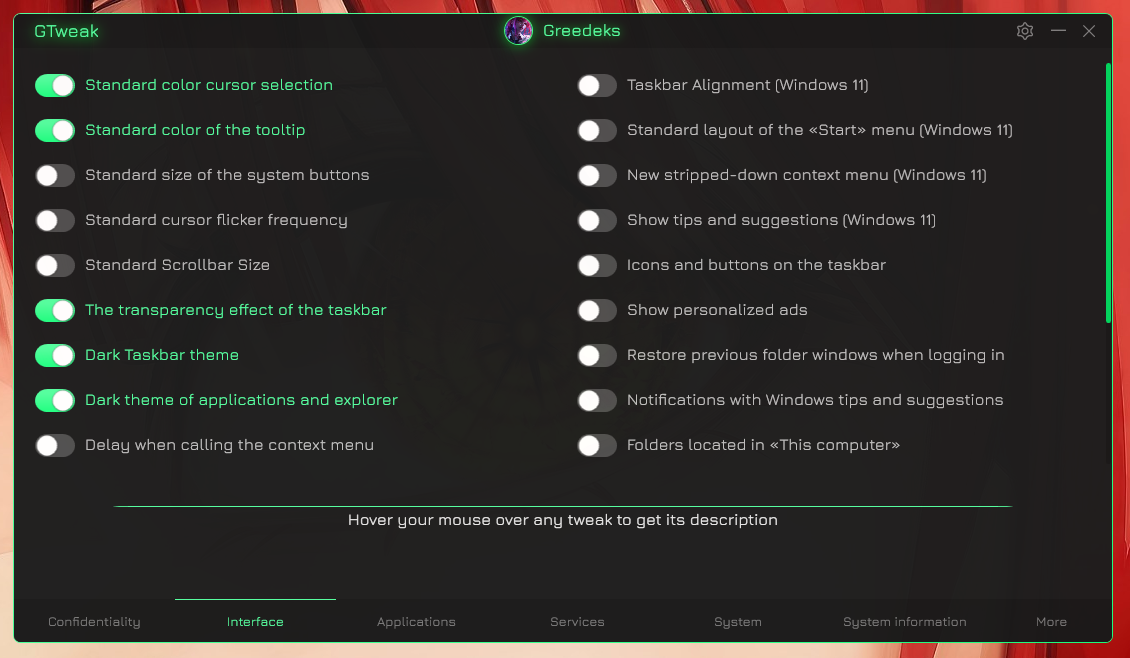 GTweak
Greedeks
Standard color cursor selection
Standard color of the tooltip
Standard size of the system buttons
Standard cursor flicker frequency
Standard Scrollbar Size
The transparency effect of the taskbar
Dark Taskbar theme
Dark theme of applications and explorer
Delay when calling the context menu
Taskbar Alignment (Windows 11)
Standard layout of the «Start» menu (Windows 11)
New stripped-down context menu (Windows 11)
Show tips and suggestions (Windows 11)
Icons and buttons on the taskbar
Show personalized ads
Restore previous folder windows when logging in
Notifications with Windows tips and suggestions
Folders located in «This computer»
Hover your mouse over any tweak to get its description
Confidentiality
Interface
Applications
Services
System
System information
More